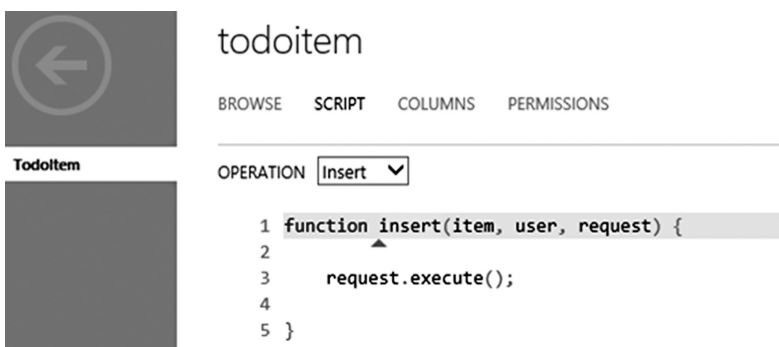 todoitem
BROWSE SCRIPT COLUMNS PERMISSIONS
TodoItem
OPERATION Insert
1 function insert(item, user, request) {
2
3     request.execute();
4
5 }